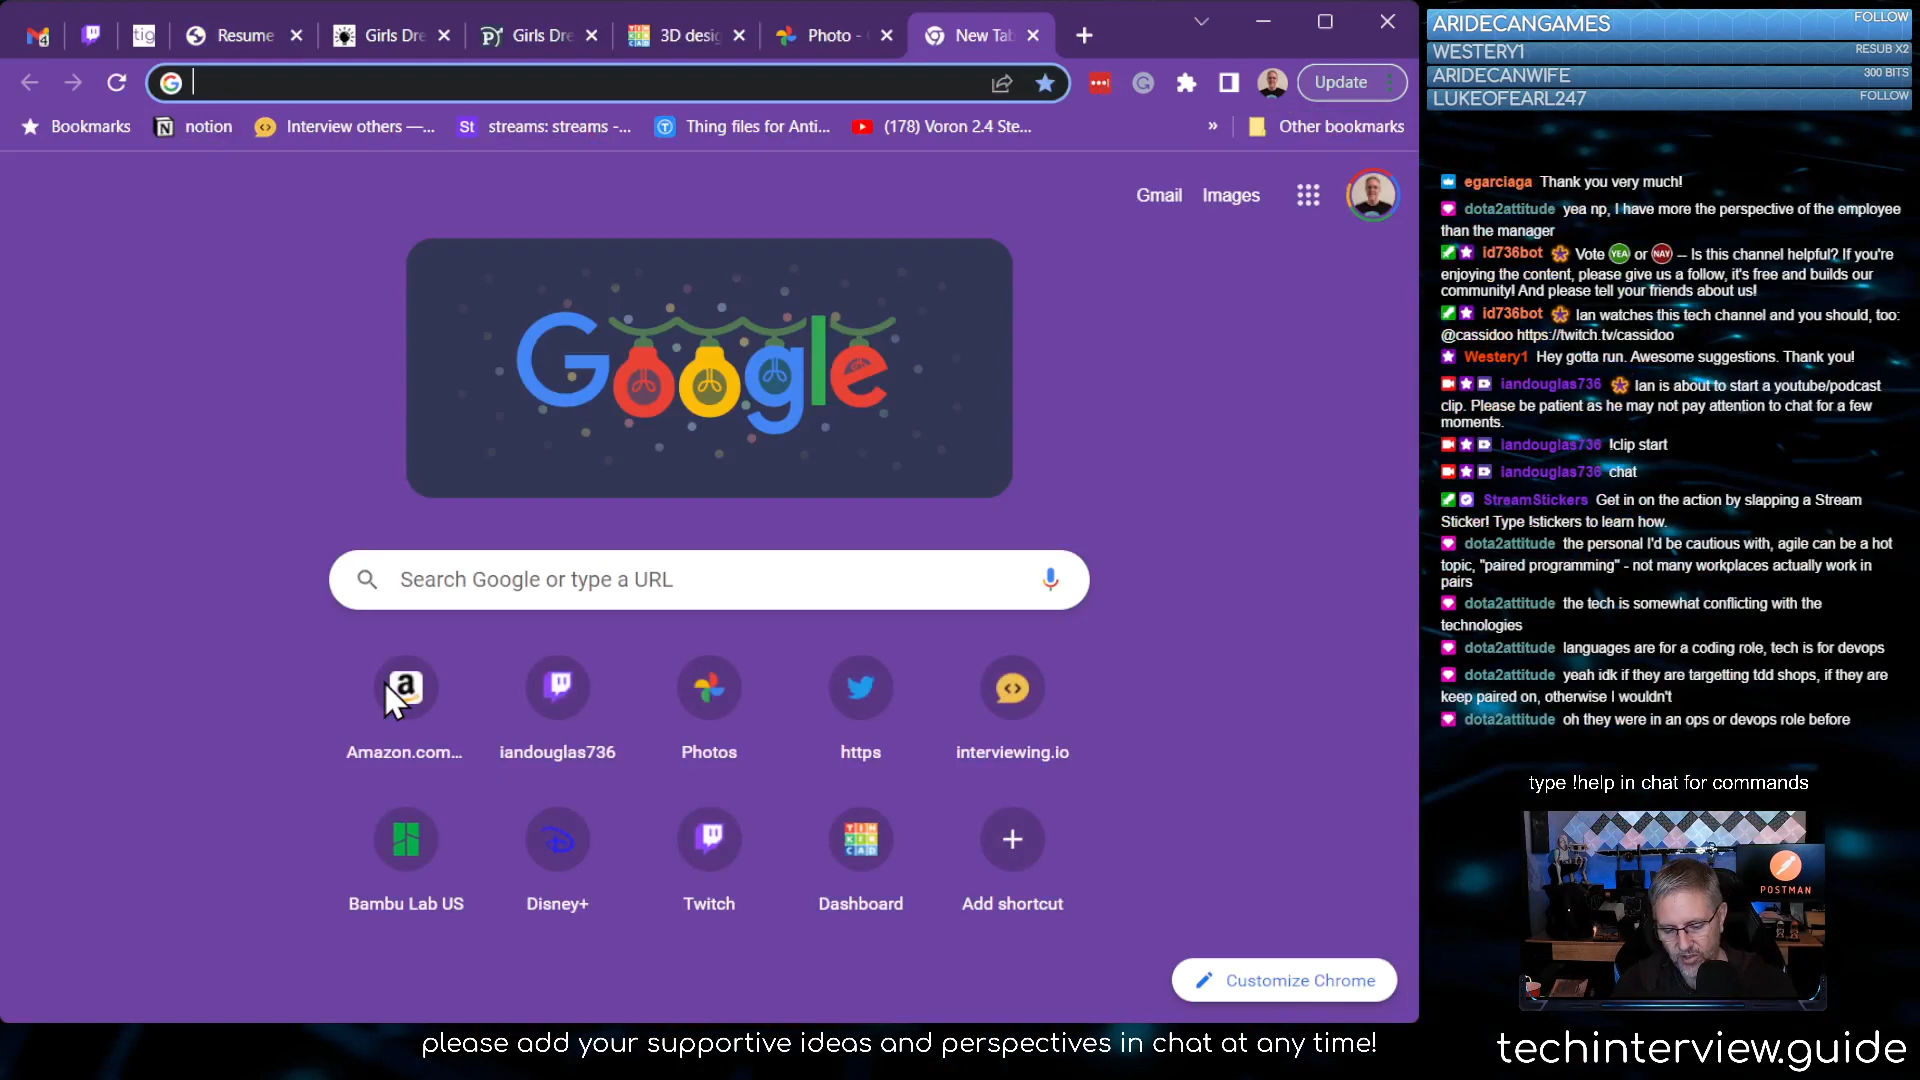 4
tig
Resume
Girls Dre
Girls Dre
3D desig
Photo -
New Tab
Update
Bookmarks
notion
Interview others —...
St
streams: streams -...
Thing files for Anti...
(178) Voron 2.4 Ste...
»
Other bookmarks
Gmail
Images
Google
Search Google or type a URL
Amazon.com...
iandouglas736
Photos
https
interviewing.io
Bambu Lab US
Disney+
Twitch
Dashboard
Add shortcut
Customize Chrome
please add your supportive ideas and perspectives in chat at any time!
ARIDECANGAMES FOLLOW
WESTERY1 RESUB X2
ARIDECANWIFE 300 BITS
LUKEOFEARL247 FOLLOW
egarciaga Thank you very much!
dota2attitude yea np, I have more the perspective of the employee
than the manager
id736bot Vote YEA or NAY -- Is this channel helpful? If you're
enjoying the content, please give us a follow, it's free and builds our
community! And please tell your friends about us!
id736bot Ian watches this tech channel and you should, too:
@cassidoo https://twitch.tv/cassidoo
Westery1 Hey gotta run. Awesome suggestions. Thank you!
iandouglas736 Ian is about to start a youtube/podcast
clip. Please be patient as he may not pay attention to chat for a few
moments.
iandouglas736 !clip start
iandouglas736 chat
StreamStickers Get in on the action by slapping a Stream
Sticker! Type !stickers to learn how.
dota2attitude the personal I'd be cautious with, agile can be a hot
topic, "paired programming" - not many workplaces actually work in
pairs
dota2attitude the tech is somewhat conflicting with the
technologies
dota2attitude languages are for a coding role, tech is for devops
dota2attitude yeah idk if they are targetting tdd shops, if they are
keep paired on, otherwise I wouldn't
dota2attitude oh they were in an ops or devops role before
type !help in chat for commands
POSTMAN
techinterview.guide